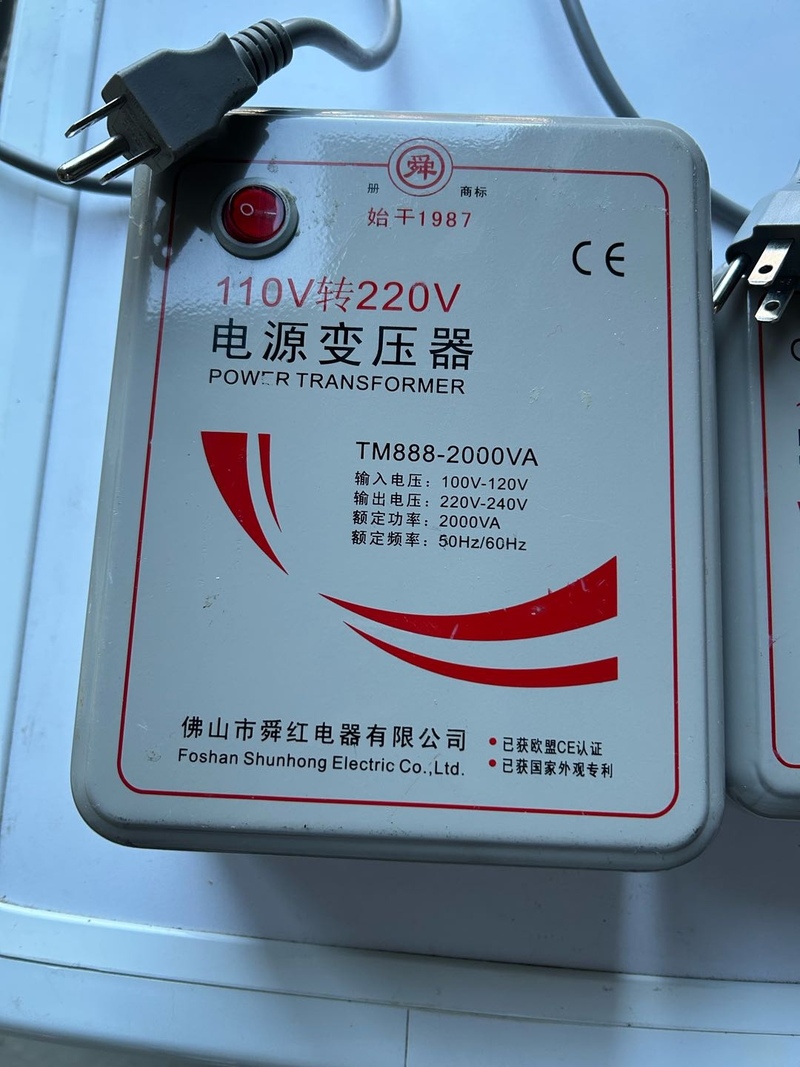 舜
册 商标
始于1987
CE
110V转220V
电源变压器
POWER TRANSFORMER
TM888-2000VA
输入电压：100V-120V
输出电压：220V-240V
额定功率：2000VA
额定频率：50Hz/60Hz
佛山市舜红电器有限公司
Foshan Shunhong Electric Co.,Ltd.
•已获欧盟CE认证
•已获国家外观专利